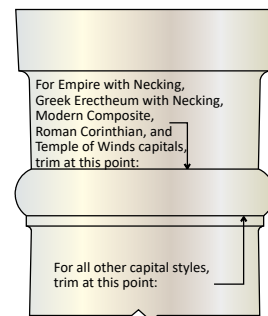 For Empire with Necking,
Greek Erectheum with Necking,
Modern Composite,
Roman Corinthian, and
Temple of Winds capitals,
trim at this point:
For all other capital styles,
trim at this point: